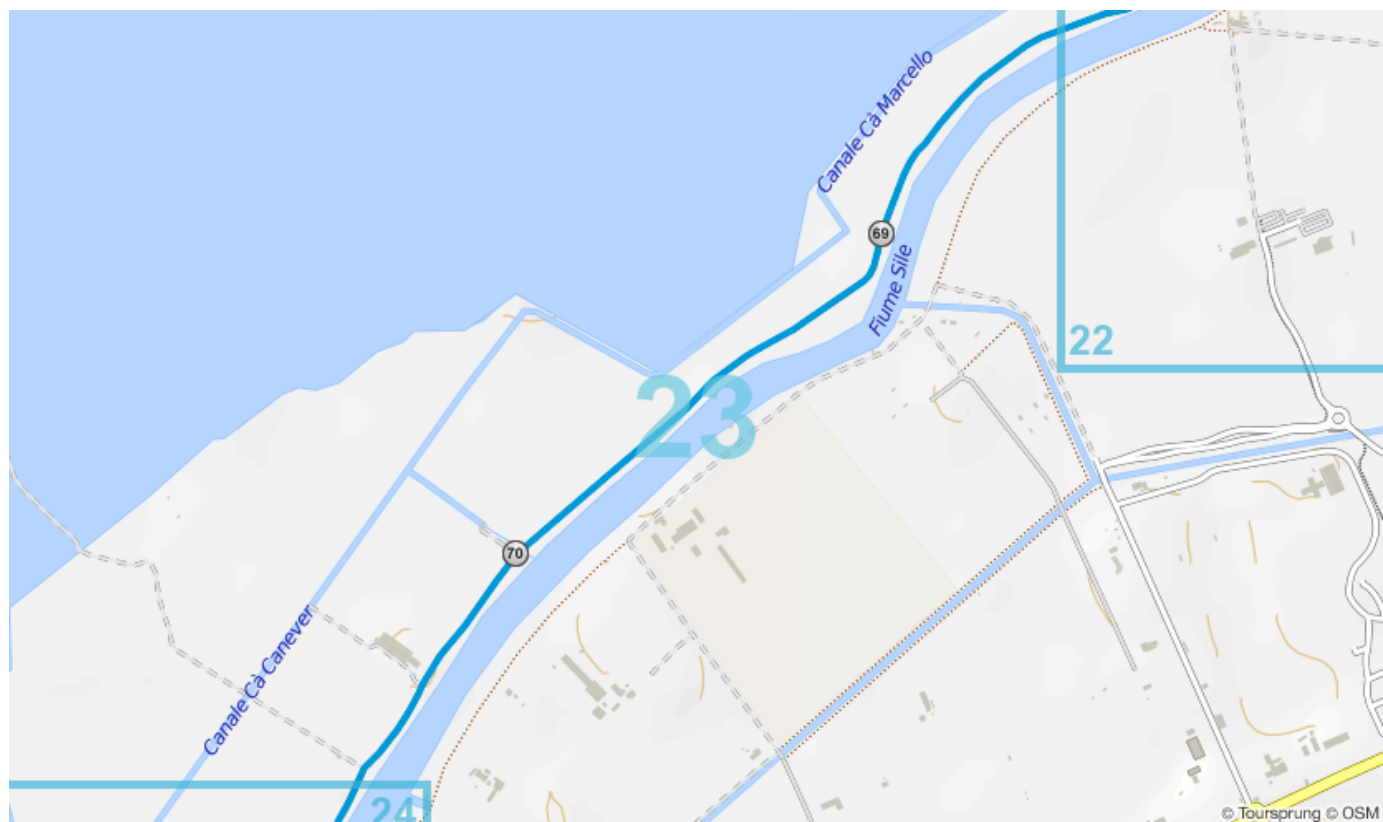 Canale Cà Marcello
69
Fiume Sile
22
23
70
Canale Cà Canever
24
© Toursprung © OSM